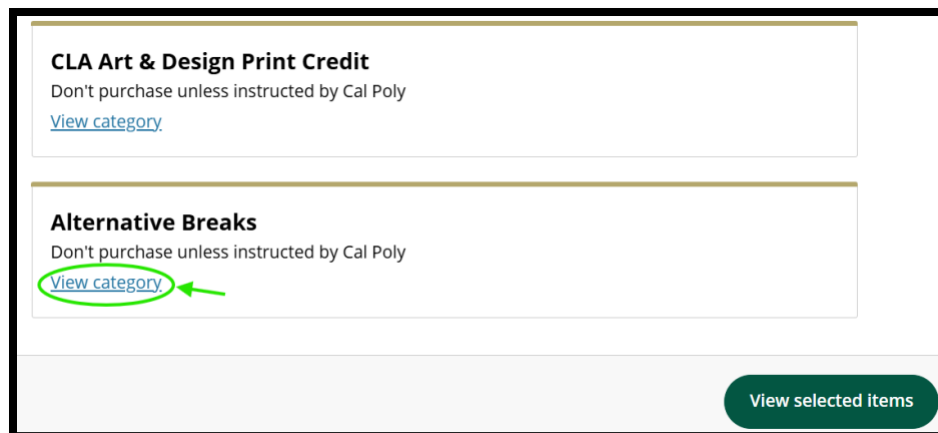 CLA Art & Design Print Credit
Don't purchase unless instructed by Cal Poly
View category
Alternative Breaks
Don't purchase unless instructed by Cal Poly
View category
View selected items